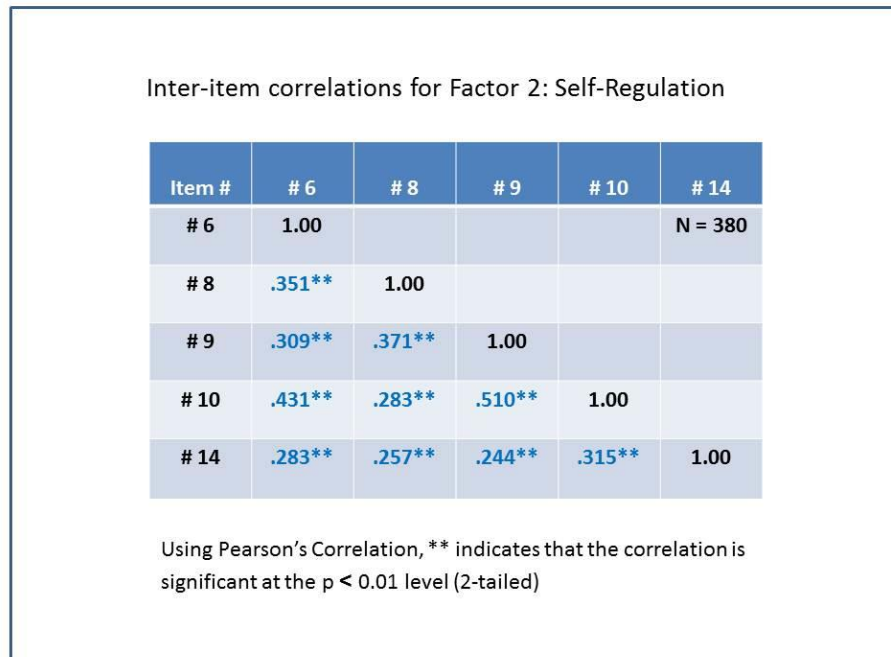 Inter-item correlations for Factor 2: Self-Regulation
Item # # 6 # 8 # 9 # 10 # 14
# 6 1.00 N = 380
# 8 .351** 1.00
# 9 .309** .371** 1.00
# 10 .431** .283** .510** 1.00
# 14 .283** .257** .244** .315** 1.00
Using Pearson's Correlation, ** indicates that the correlation is
significant at the p < 0.01 level (2-tailed)